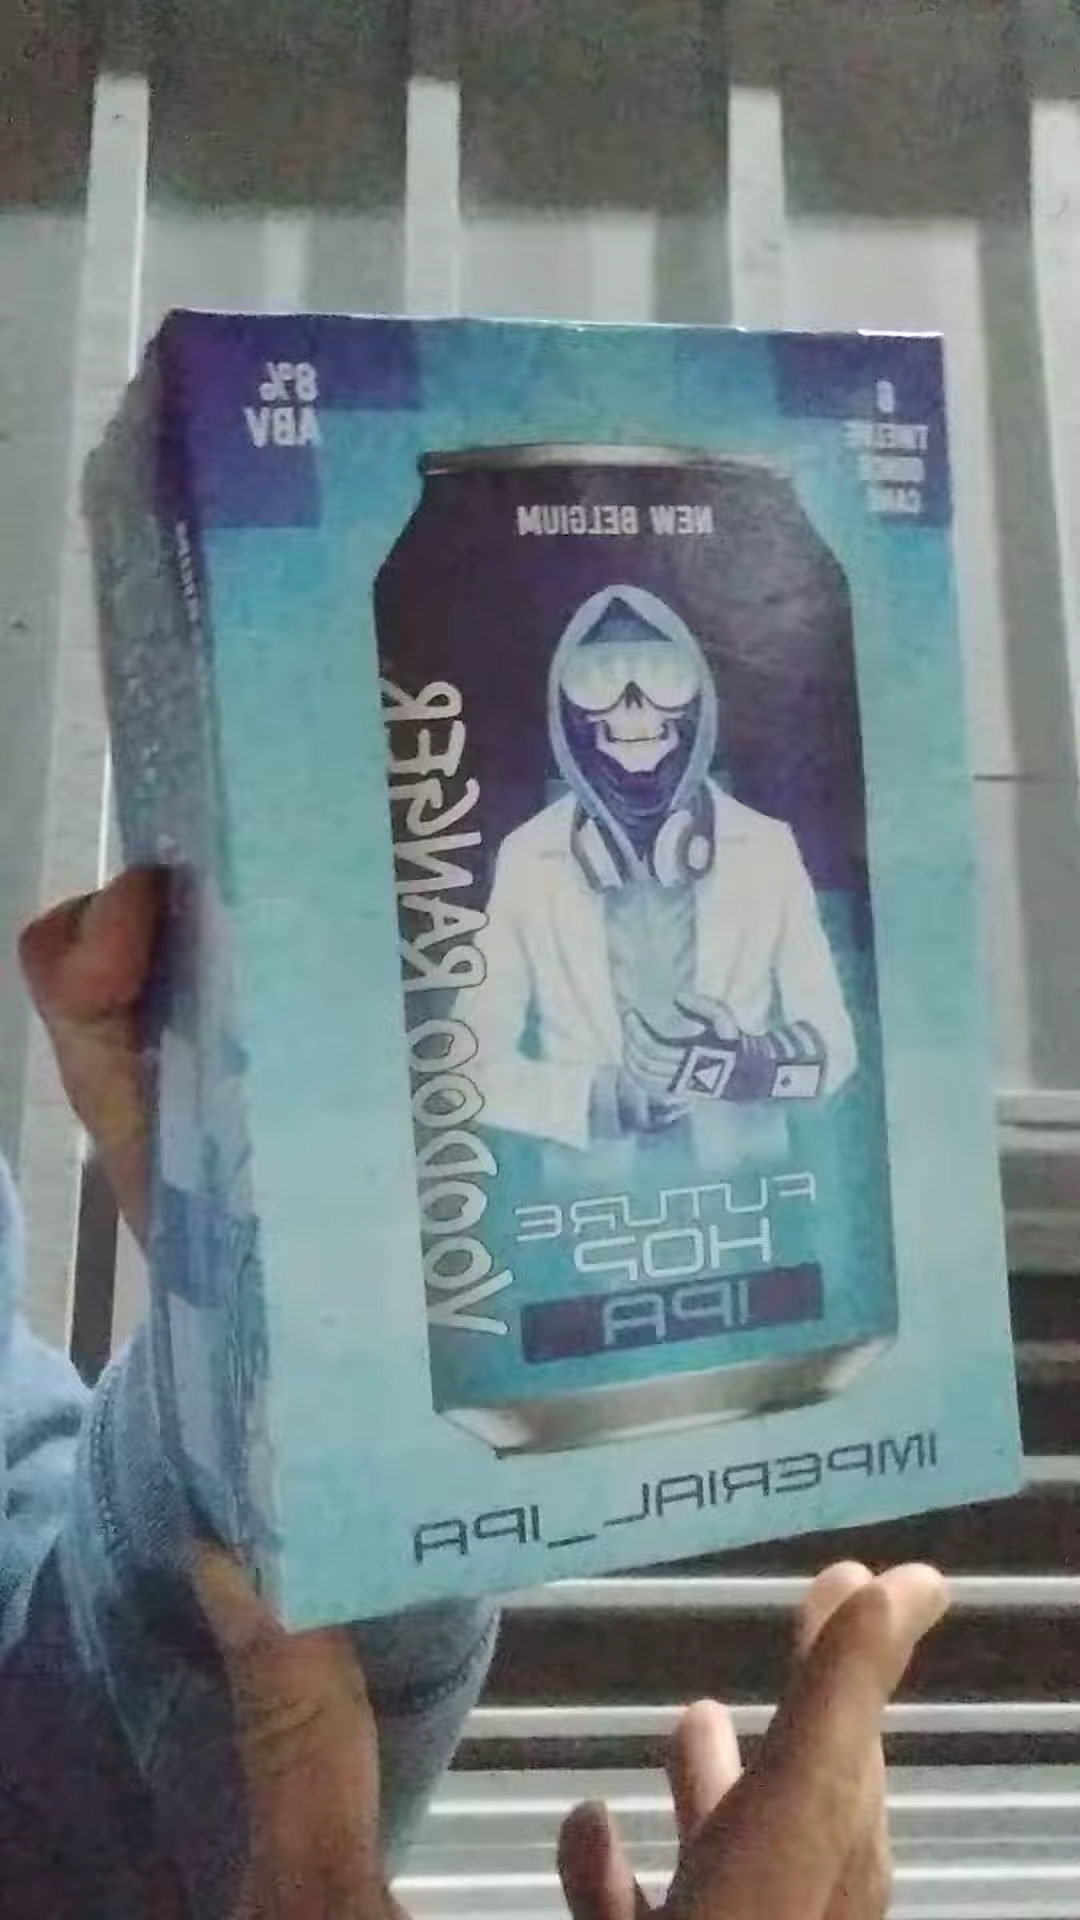 8%
ABV
6
TWELVE
OUNCE
CANS
NEW BELGIUM
VOODOO RANGER
FUTURE
HOP
IPA
IMPERIAL_IPA